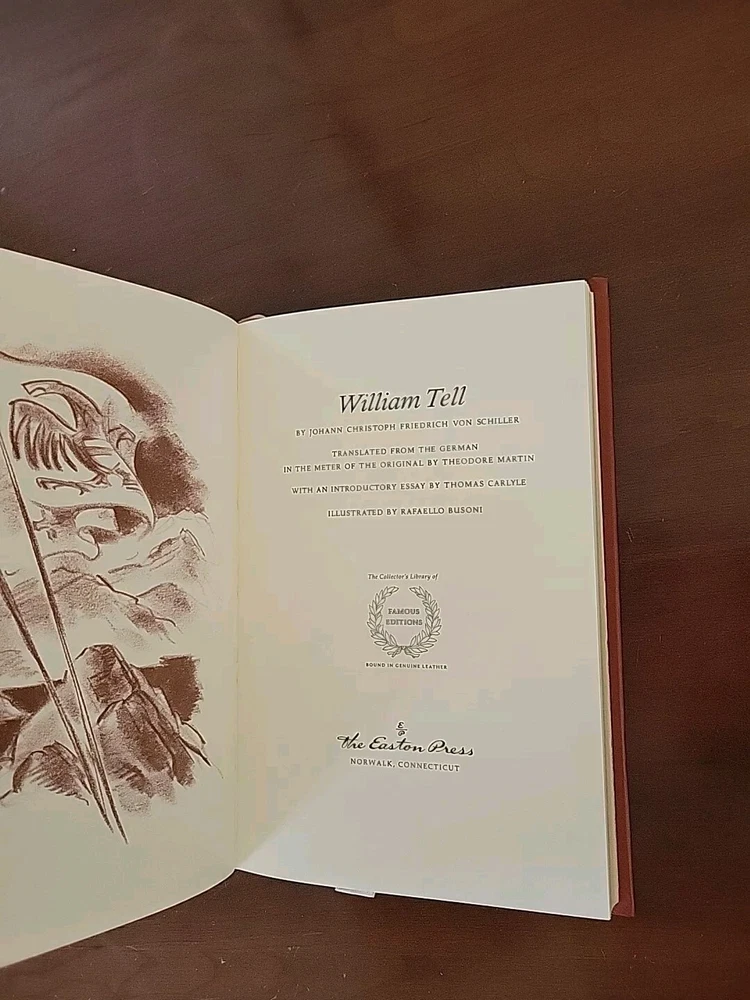 William Tell
BY JOHANN CHRISTOPH FRIEDRICH VON SCHILLER
TRANSLATED FROM THE GERMAN
IN THE METER OF THE ORIGINAL BY THEODORE MARTIN
WITH AN INTRODUCTORY ESSAY BY THOMAS CARLYLE
ILLUSTRATED BY RAFAELLO BUSONI
The Collector's Library of
FAMOUS
EDITIONS
BOUND IN GENUINE LEATHER
E
P
the Easton Press
NORWALK, CONNECTICUT